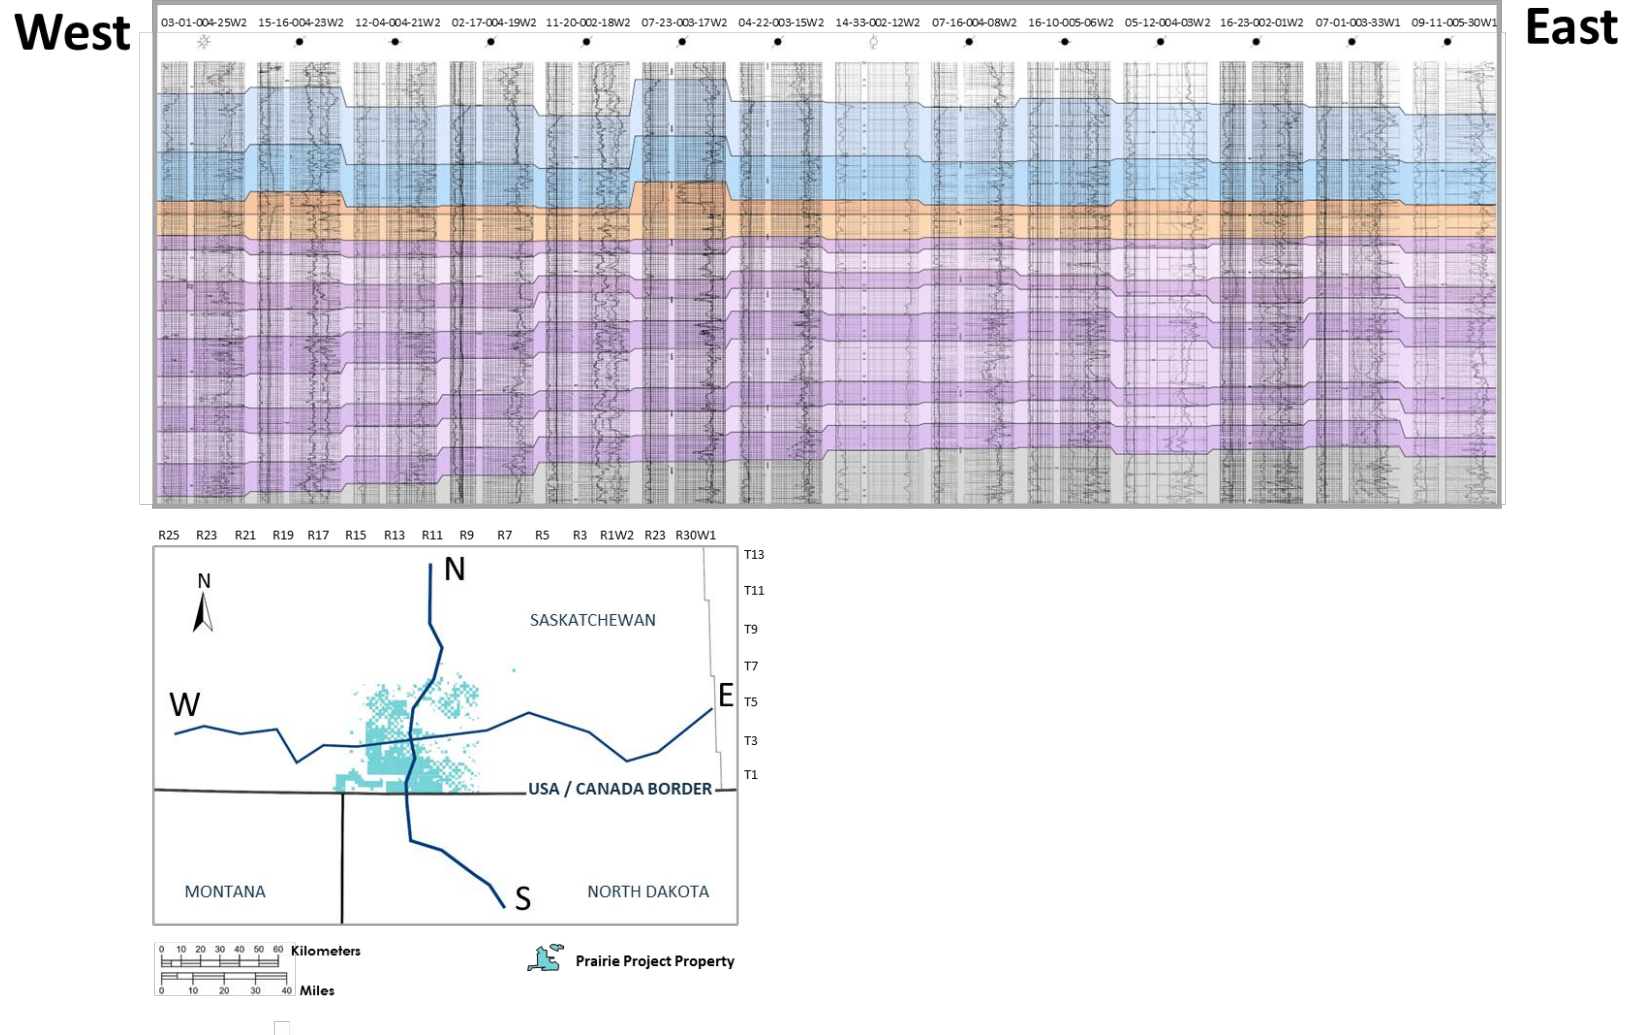 West
East
03-01-004-25W2 15-16-004-23W2 12-04-004-21W2 02-17-004-19W2 11-20-002-18W2 07-23-003-17W2 04-22-003-15W2 14-33-002-12W2 07-16-004-08W2 16-10-005-06W2 05-12-004-03W2 16-23-002-01W2 07-01-003-33W1 09-11-005-30W1
R25 R23 R21 R19 R17 R15 R13 R11 R9 R7 R5 R3 R1W2 R23 R30W1
T13
N
N
T11
SASKATCHEWAN
T9
T7
W
E
T5
T3
T1
USA / CANADA BORDER
MONTANA
NORTH DAKOTA
S
0 10 20 30 40 50 60 Kilometers
Prairie Project Property
0 10 20 30 40 Miles